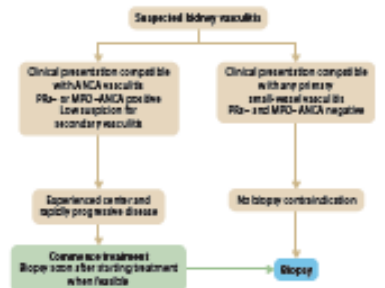 Suspected kidney vasculitis
Clinical presentation compatible
with ANCA vasculitis
PR3- or MPO-ANCA positive
Low suspicion for
secondary vasculitis
Clinical presentation compatible
with any primary
small-vessel vasculitis
PR3- and MPO-ANCA negative
Experienced center and
rapidly progressive disease
No biopsy contraindication
Commence treatment
Biopsy soon after starting treatment
when feasible
Biopsy